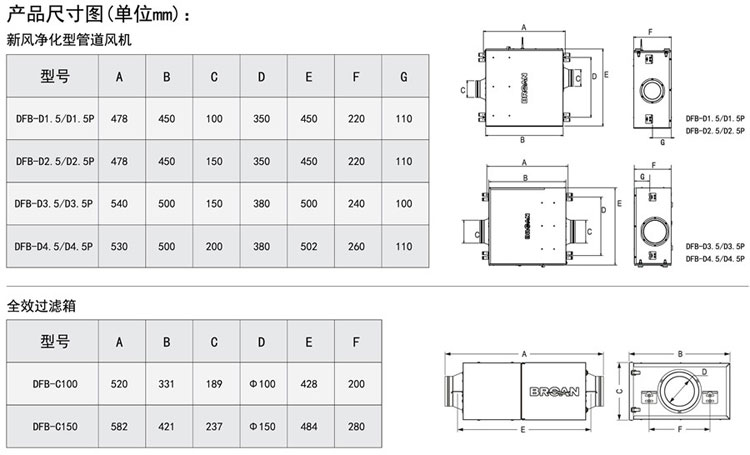 产品尺寸图(单位mm)：
新风净化型管道风机
型号 A B C D E F G
DFB-D1.5/D1.5P 478 450 100 350 450 220 110
DFB-D2.5/D2.5P 478 450 150 350 450 220 110
DFB-D3.5/D3.5P 540 500 150 380 500 240 100
DFB-D4.5/D4.5P 530 500 200 380 502 260 110
A
F
C
BROAN
C
D
E
B
G
DFB-D1.5/D1.5P
DFB-D2.5/D2.5P
A
F
B
G
C
BROAN
C
D
E
DFB-D3.5/D3.5P
DFB-D4.5/D4.5P
全效过滤箱
型号 A B C D E F
DFB-C100 520 331 189 Φ100 428 200
DFB-C150 582 421 237 Φ150 484 280
A
B
BROAN
C
D
E
F